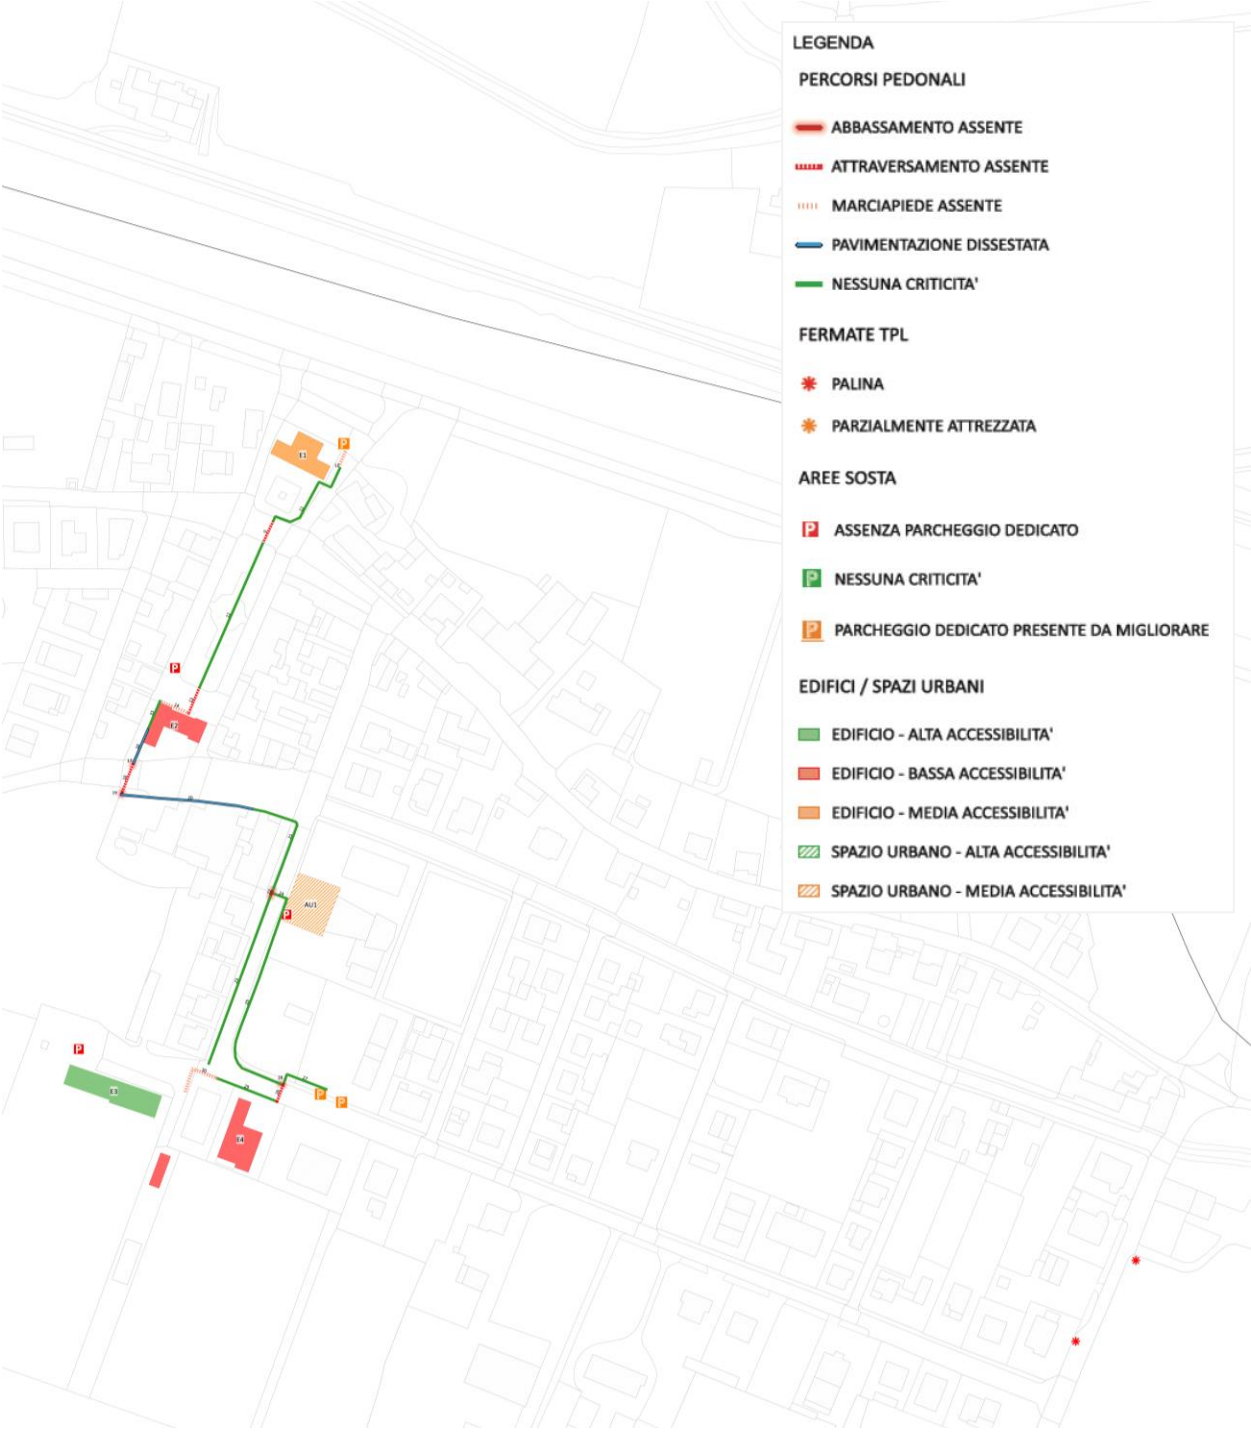 LEGENDA
PERCORSI PEDONALI
ABBASSAMENTO ASSENTE
ATTRAVERSAMENTO ASSENTE
MARCIAPIEDE ASSENTE
PAVIMENTAZIONE DISSESTATA
NESSUNA CRITICITA'
FERMATE TPL
PALINA
PARZIALMENTE ATTREZZATA
AREE SOSTA
P ASSENZA PARCHEGGIO DEDICATO
P NESSUNA CRITICITA'
P PARCHEGGIO DEDICATO PRESENTE DA MIGLIORARE
EDIFICI / SPAZI URBANI
EDIFICIO - ALTA ACCESSIBILITA'
EDIFICIO - BASSA ACCESSIBILITA'
EDIFICIO - MEDIA ACCESSIBILITA'
SPAZIO URBANO - ALTA ACCESSIBILITA'
SPAZIO URBANO - MEDIA ACCESSIBILITA'
P
E1
P
E2
AU1
P
P
E3
P
P
E4